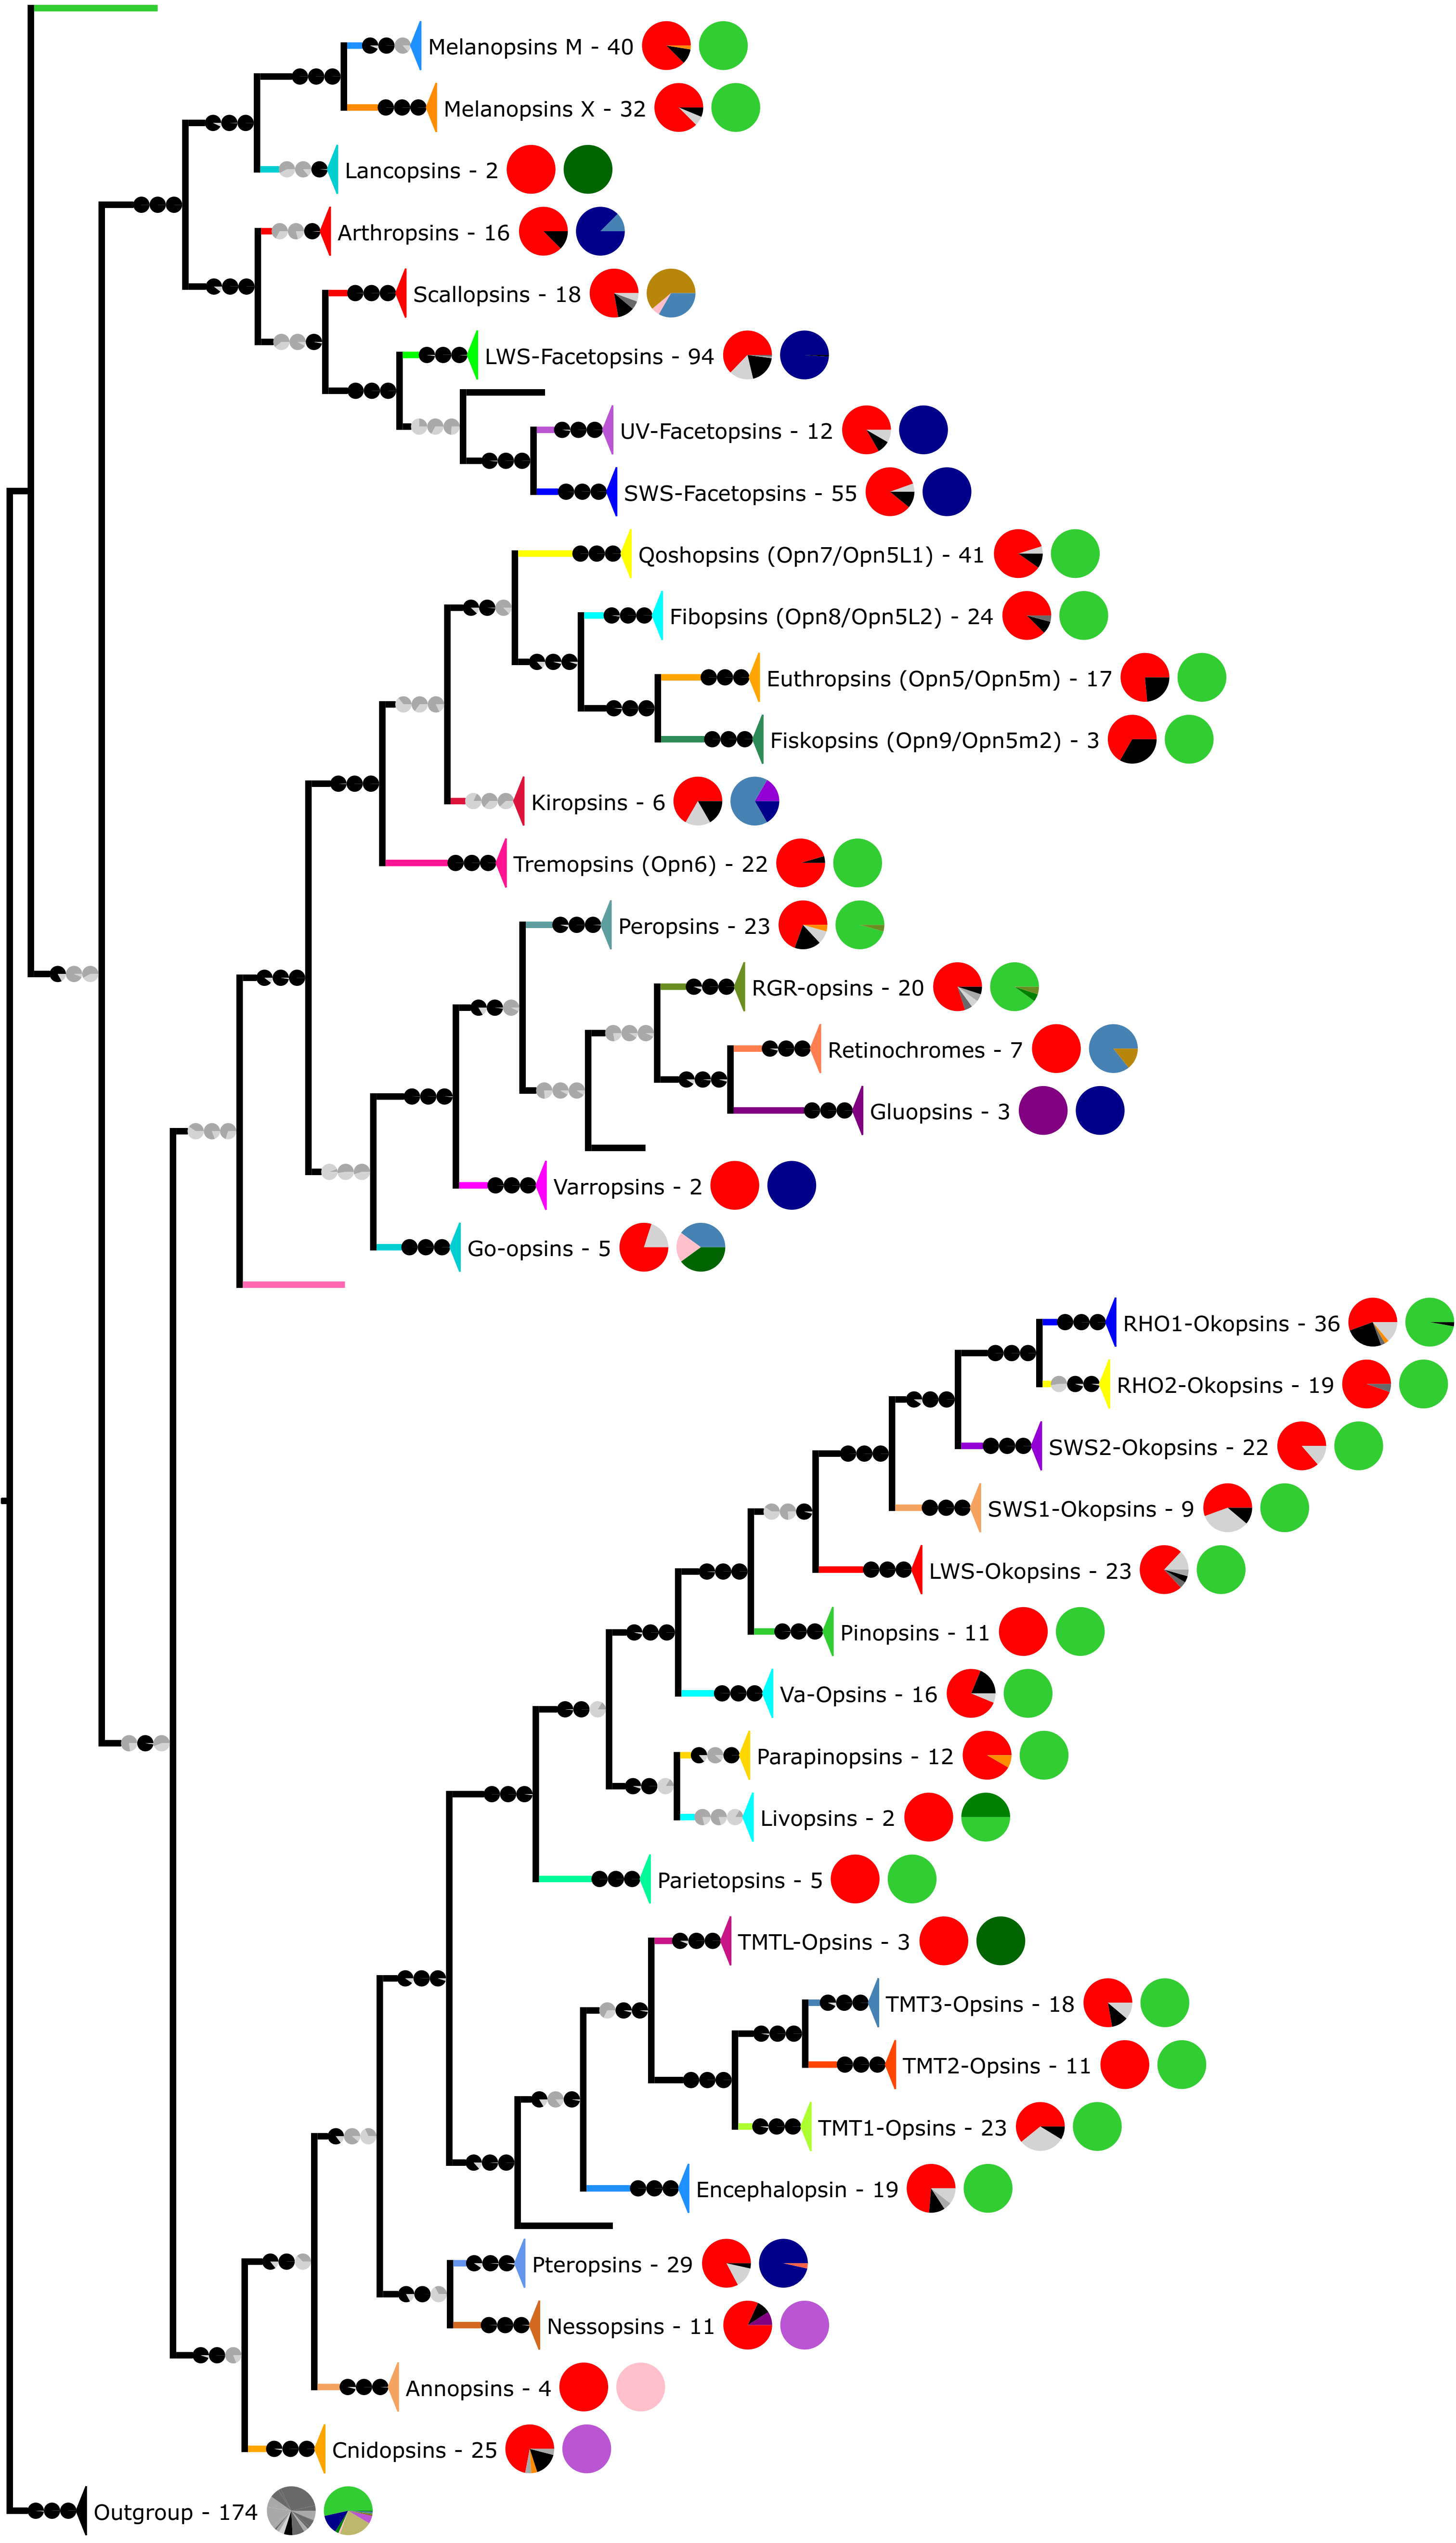 Melanopsins M - 40
Melanopsins X - 32
Lancopsins - 2
Arthropsins - 16
Scallopsins - 18
LWS-Facetopsins - 94
UV-Facetopsins - 12
SWS-Facetopsins - 55
Qoshopsins (Opn7/Opn5L1) - 41
Fibopsins (Opn8/Opn5L2) - 24
Euthropsins (Opn5/Opn5m) - 17
Fiskopsins (Opn9/Opn5m2) - 3
Kiropsins - 6
Tremopsins (Opn6) - 22
Peropsins - 23
RGR-opsins - 20
Retinochromes - 7
Gluopsins - 3
Varropsins - 2
Go-opsins - 5
RHO1-Okopsins - 36
RHO2-Okopsins - 19
SWS2-Okopsins - 22
SWS1-Okopsins - 9
LWS-Okopsins - 23
Pinopsins - 11
Va-Opsins - 16
Parapinopsins - 12
Livopsins - 2
Parietopsins - 5
TMTL-Opsins - 3
TMT3-Opsins - 18
TMT2-Opsins - 11
TMT1-Opsins - 23
Encephalopsin - 19
Pteropsins - 29
Nessopsins - 11
Annopsins - 4
Cnidopsins - 25
Outgroup - 174